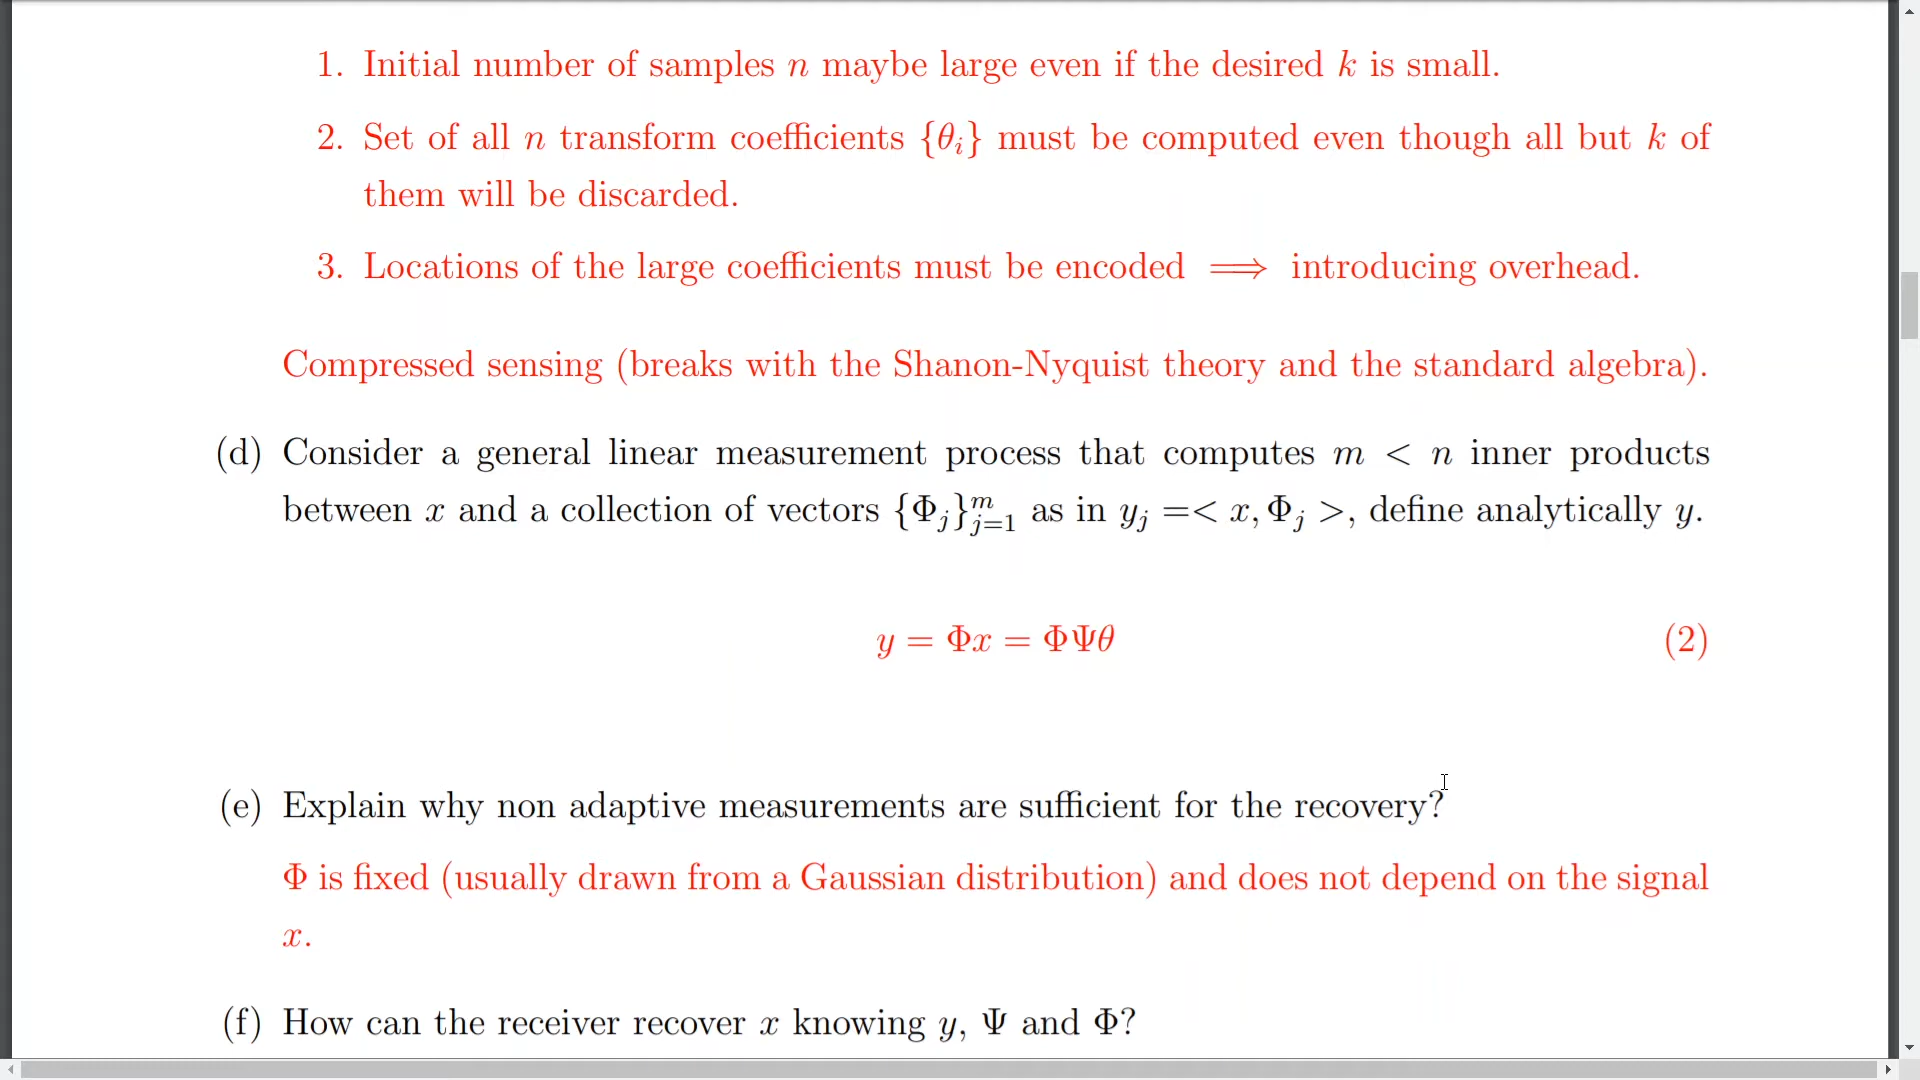 1. Initial number of samples n maybe large even if the desired k is small.
2. Set of all n transform coefficients {θᵢ} must be computed even though all but k of
them will be discarded.
3. Locations of the large coefficients must be encoded ⟹ introducing overhead.
Compressed sensing (breaks with the Shanon-Nyquist theory and the standard algebra).
(d) Consider a general linear measurement process that computes m < n inner products
between x and a collection of vectors {Φⱼ}ᵐⱼ₌₁ as in yⱼ =< x, Φⱼ >, define analytically y.
y = Φx = ΦΨθ (2)
(e) Explain why non adaptive measurements are sufficient for the recovery?
Φ is fixed (usually drawn from a Gaussian distribution) and does not depend on the signal
x.
(f) How can the receiver recover x knowing y, Ψ and Φ?